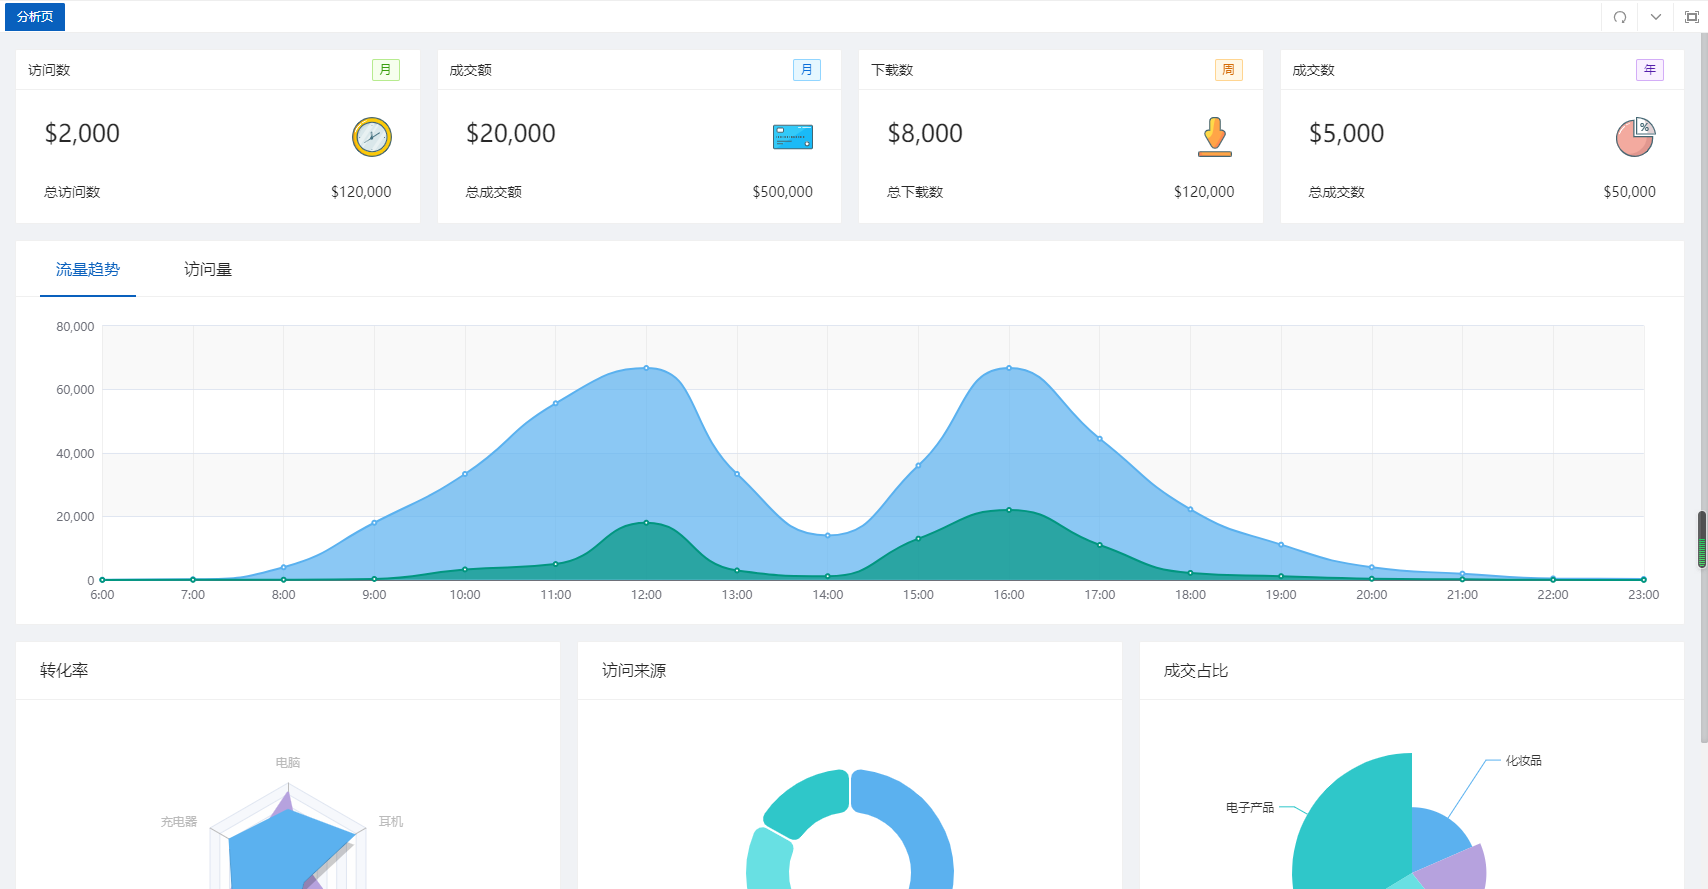 分析页
访问数 月
$2,000
总访问数 $120,000
成交额 月
$20,000
总成交额 $500,000
下载数 周
$8,000
总下载数 $120,000
成交数 年
$5,000
%
总成交数 $50,000
流量趋势 访问量
80,000
60,000
40,000
20,000
0
6:00 7:00 8:00 9:00 10:00 11:00 12:00 13:00 14:00 15:00 16:00 17:00 18:00 19:00 20:00 21:00 22:00 23:00
转化率
电脑
充电器 耳机
访问来源
成交占比
化妆品
电子产品